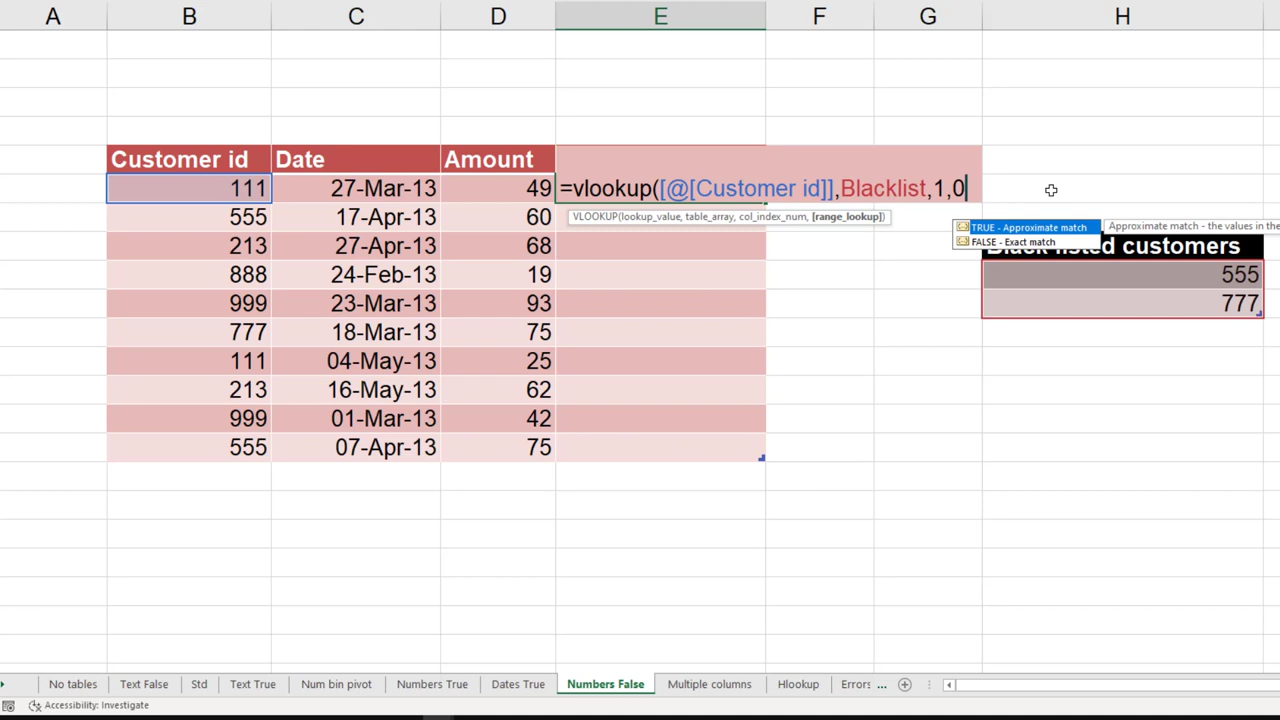 A B C D E F G H
Customer id Date Amount
111 27-Mar-13 49 =vlookup([@[Customer id]],Blacklist,1,0
555 17-Apr-13 60 VLOOKUP(lookup_value, table_array, col_index_num, [range_lookup])
TRUE - Approximate match Approximate match - the values in the
213 27-Apr-13 68 FALSE - Exact match listed customers
888 24-Feb-13 19 555
999 23-Mar-13 93 777
777 18-Mar-13 75
111 04-May-13 25
213 16-May-13 62
999 01-Mar-13 42
555 07-Apr-13 75
No tables Text False Std Text True Num bin pivot Numbers True Dates True Numbers False Multiple columns Hlookup Errors ...
Accessibility: Investigate